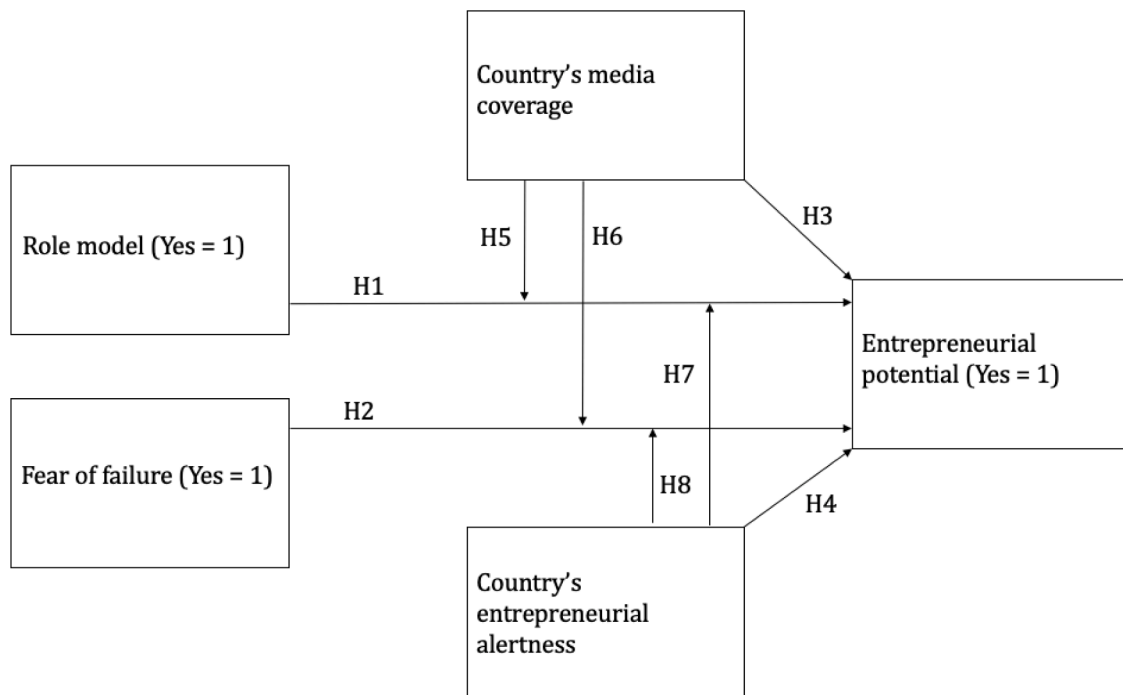 Country’s media
coverage
H3
Role model (Yes = 1)
H5
H6
H1
Entrepreneurial
potential (Yes = 1)
H7
H2
Fear of failure (Yes = 1)
H8
H4
Country’s
entrepreneurial
alertness